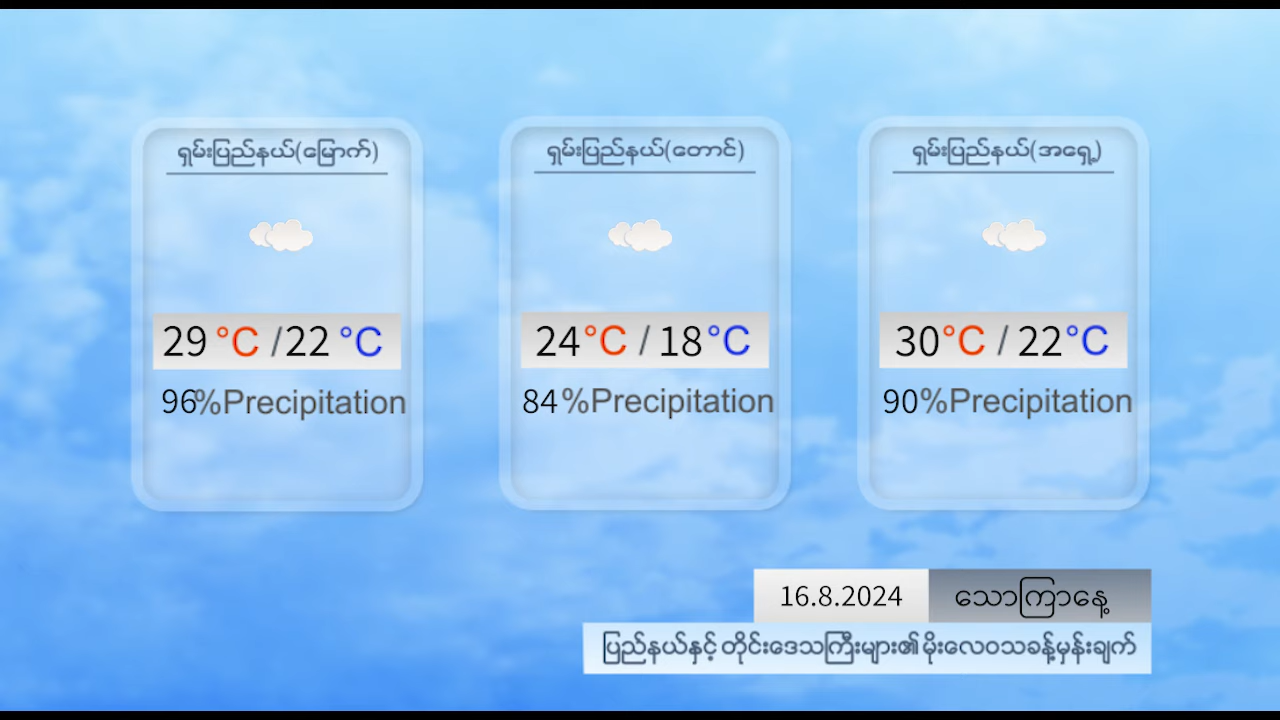 ရှမ်းပြည်နယ်(မြောက်)
29 °C /22 °C
96%Precipitation
ရှမ်းပြည်နယ်(တောင်)
24°C / 18°C
84%Precipitation
ရှမ်းပြည်နယ်(အရှေ့)
30°C / 22°C
90%Precipitation
16.8.2024 သောကြာနေ့
ပြည်နယ်နှင့် တိုင်းဒေသကြီးများ၏ မိုးလေဝသခန့်မှန်းချက်